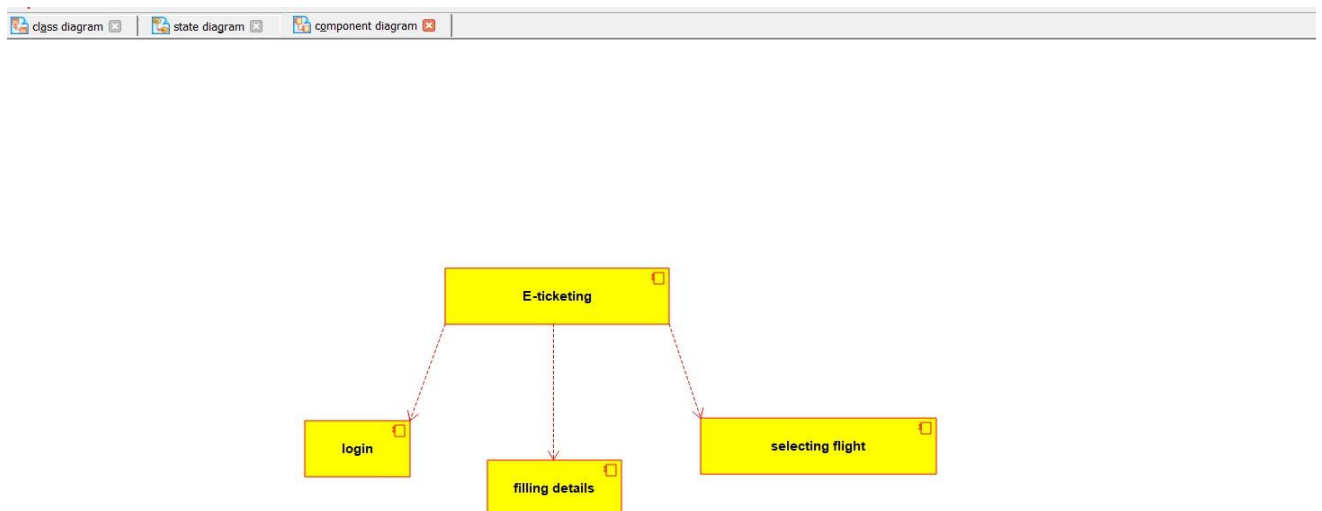 class diagram
state diagram
component diagram
E-ticketing
login
selecting flight
filling details